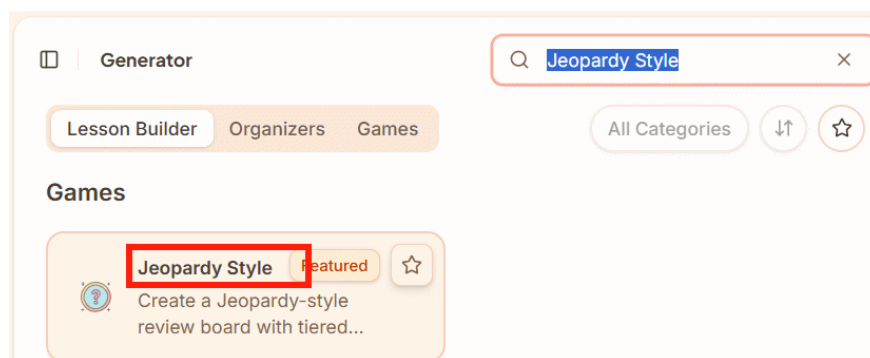 Generator
Jeopardy Style
Lesson Builder Organizers Games
All Categories
Games
Jeopardy Style Featured
Create a Jeopardy-style
review board with tiered...